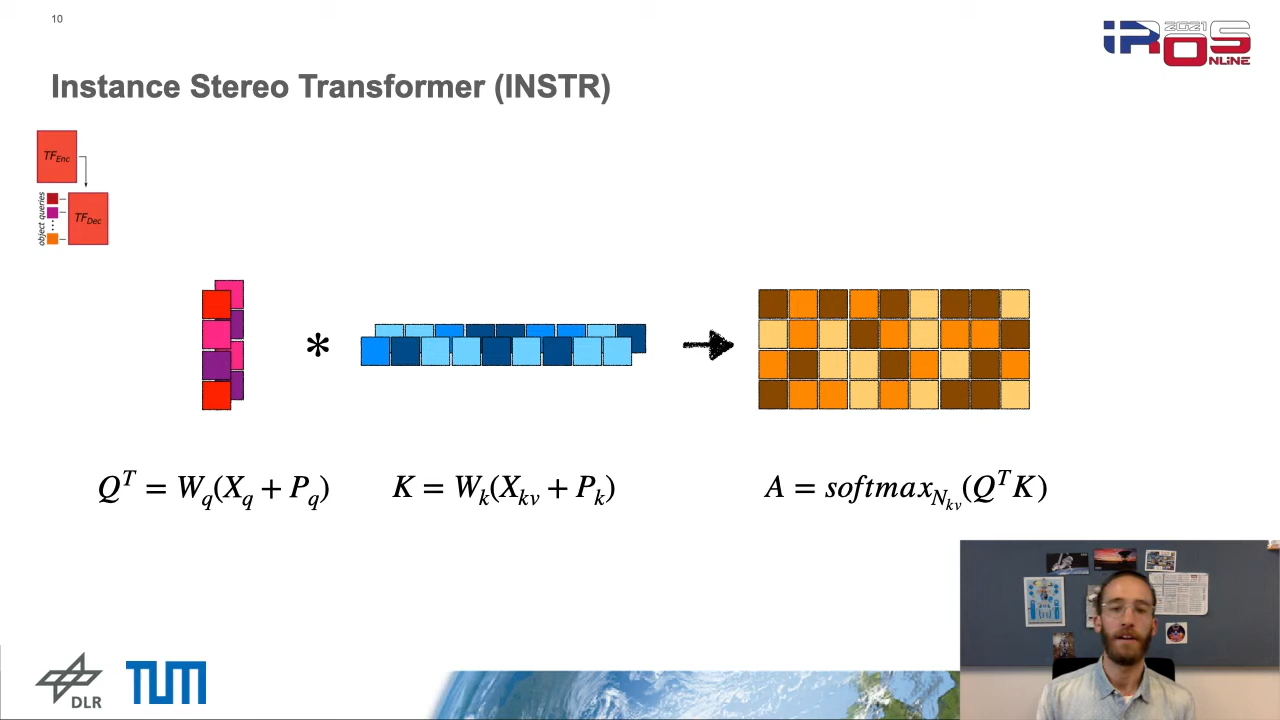 10
IROS
2021
ONLINE
Instance Stereo Transformer (INSTR)
TF_Enc
object queries
TF_Dec
*
Q^T = W_q(X_q + P_q)
K = W_k(X_kv + P_k)
A = softmax_{N_kv}(Q^T K)
DLR
TUM